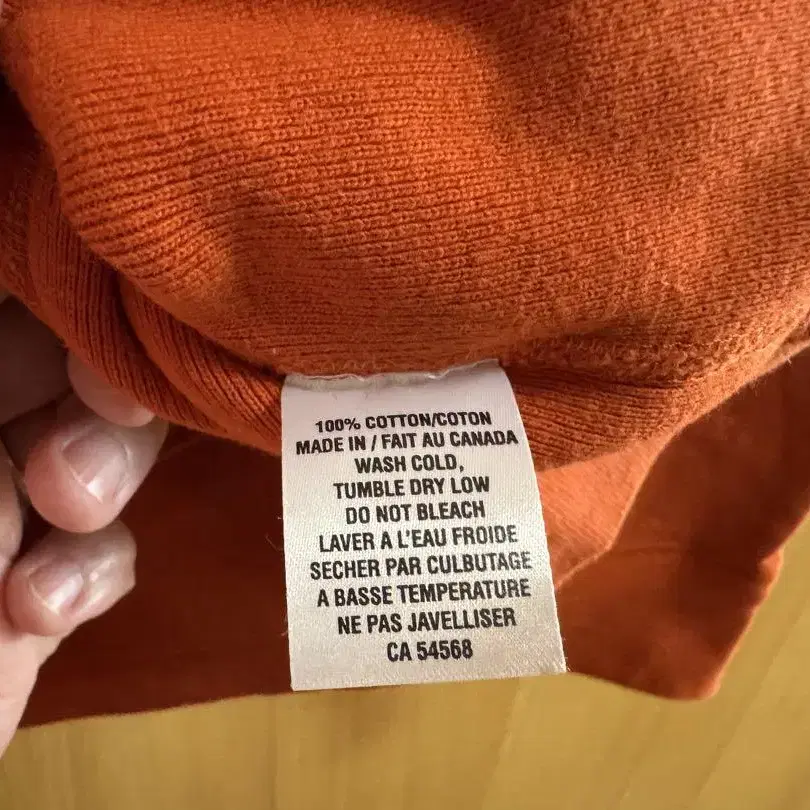 100% COTTON/COTON
MADE IN / FAIT AU CANADA
WASH COLD,
TUMBLE DRY LOW
DO NOT BLEACH
LAVER A L'EAU FROIDE
SECHER PAR CULBUTAGE
A BASSE TEMPERATURE
NE PAS JAVELLISER
CA 54568